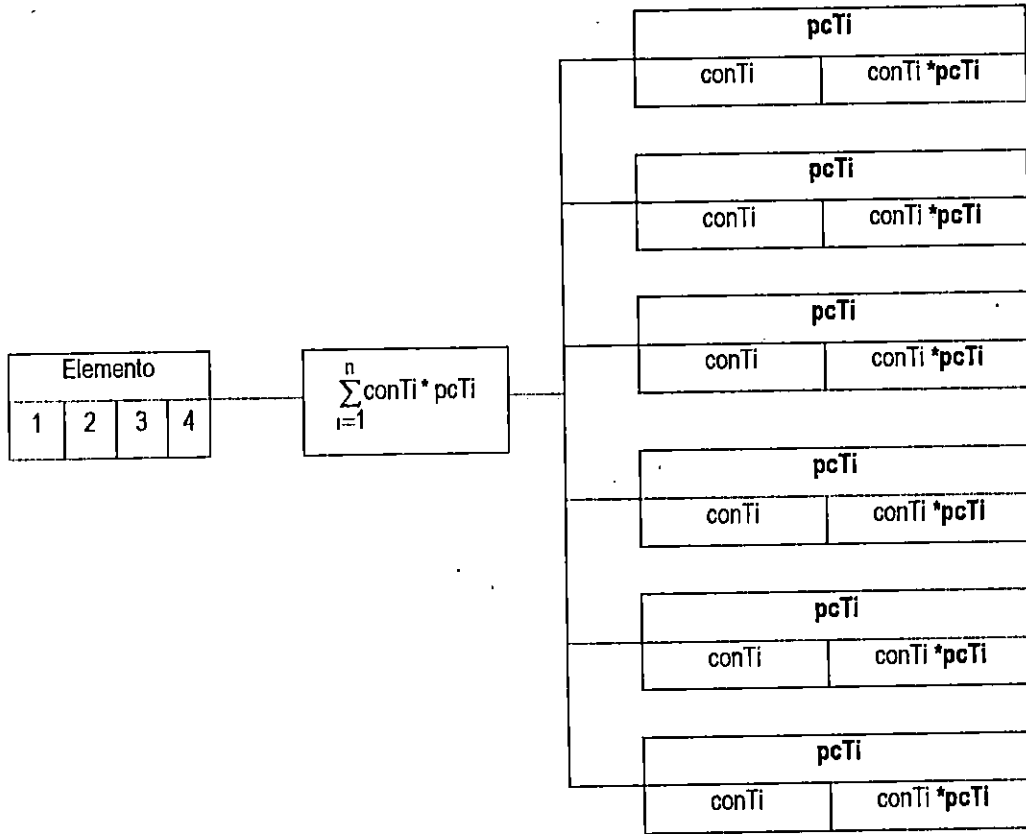 pcTi
conTi conTi *pcTi
pcTi
conTi conTi *pcTi
pcTi
conTi conTi *pcTi
Elemento
1 2 3 4
n
∑conTi * pcTi
i=1
pcTi
conTi conTi *pcTi
pcTi
conTi conTi *pcTi
pcTi
conTi conTi *pcTi